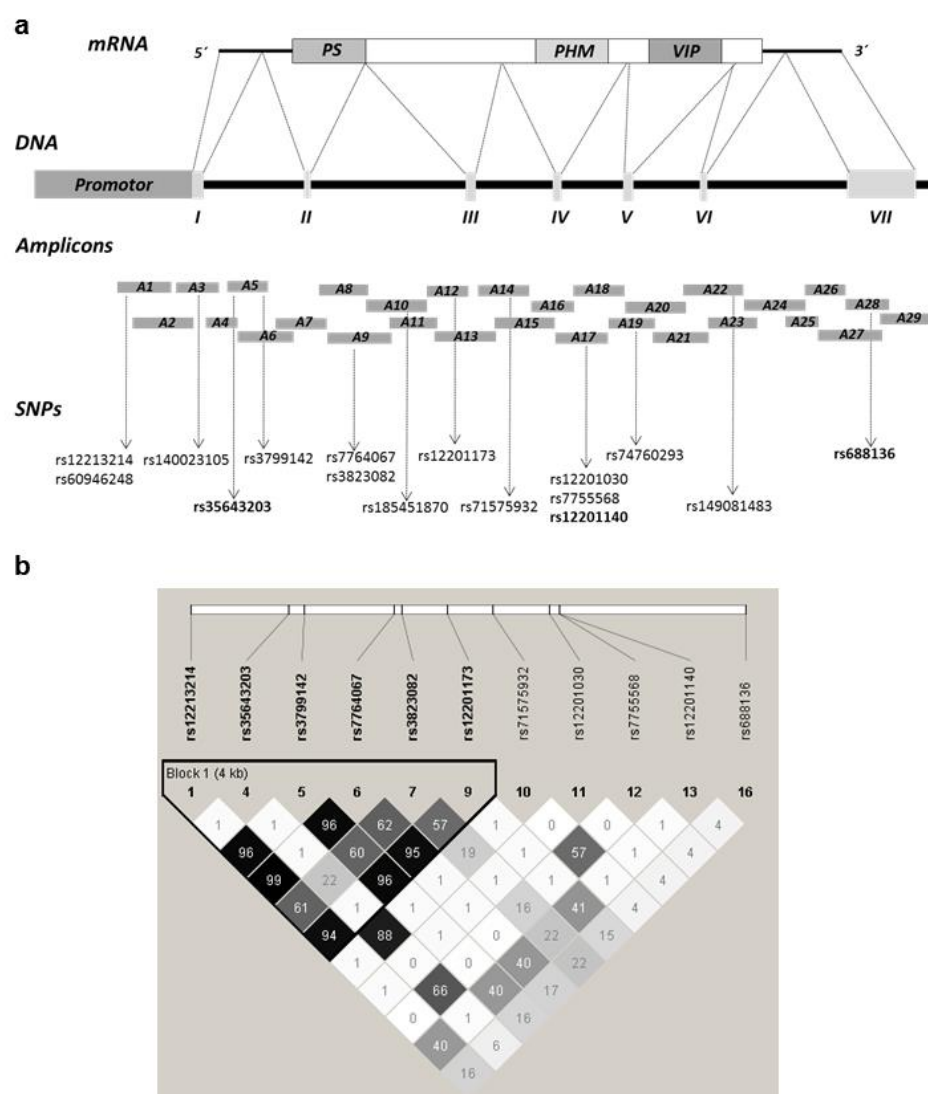 a
mRNA
5´ PS PHM VIP 3´
DNA
Promotor
I II III IV V VI VII
Amplicons
A1 A3 A5 A8 A12 A14 A18 A22 A26
A10 A16 A20 A24 A28
A2 A4 A7 A11 A15 A19 A23 A25 A29
A6 A9 A13 A17 A21 A27
SNPs
rs12213214 rs140023105 rs3799142 rs7764067 rs12201173 rs74760293 rs688136
rs60946248 rs3823082 rs12201030
rs35643203 rs185451870 rs71575932 rs7755568 rs149081483
rs12201140
b
rs12213214
rs35643203
rs3799142
rs7764067
rs3823082
rs12201173
rs71575932
rs12201030
rs7755568
rs12201140
rs688136
Block 1 (4 kb)
1 4 5 6 7 9 10 11 12 13 16
1 1 96 62 57 1 0 0 1 4
96 1 60 95 19 1 57 1 4
99 22 96 1 1 1 1 4
61 1 1 1 16 41 4
94 88 1 0 22 15
1 0 0 40 22
1 66 40 17
0 1 16
40 6
16